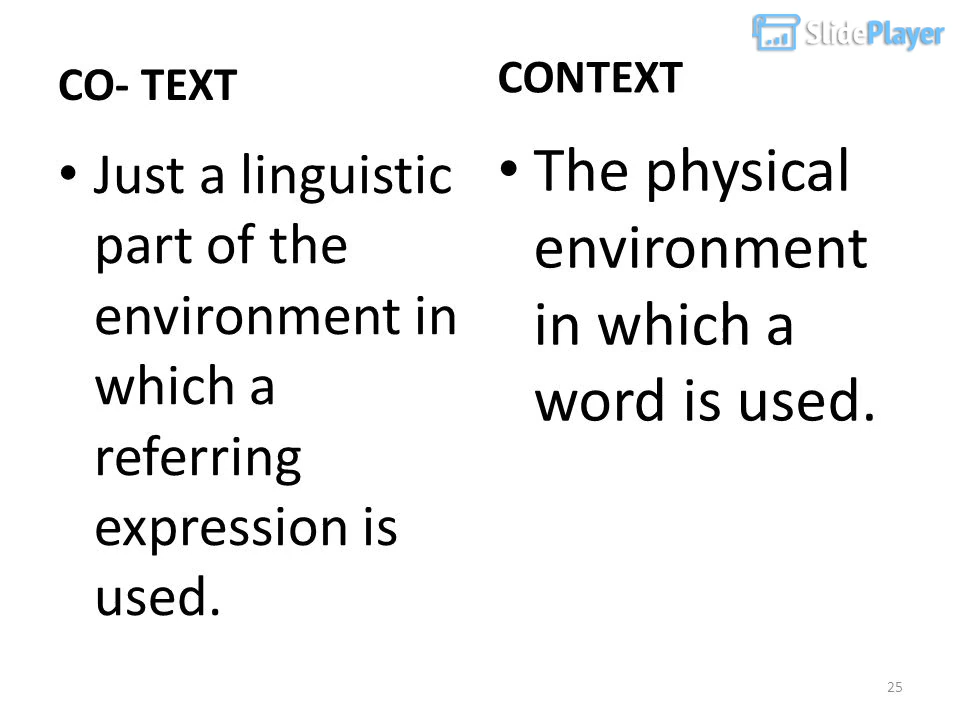 SlidePlayer
CO- TEXT
• Just a linguistic
part of the
environment in
which a
referring
expression is
used.
CONTEXT
• The physical
environment
in which a
word is used.
25